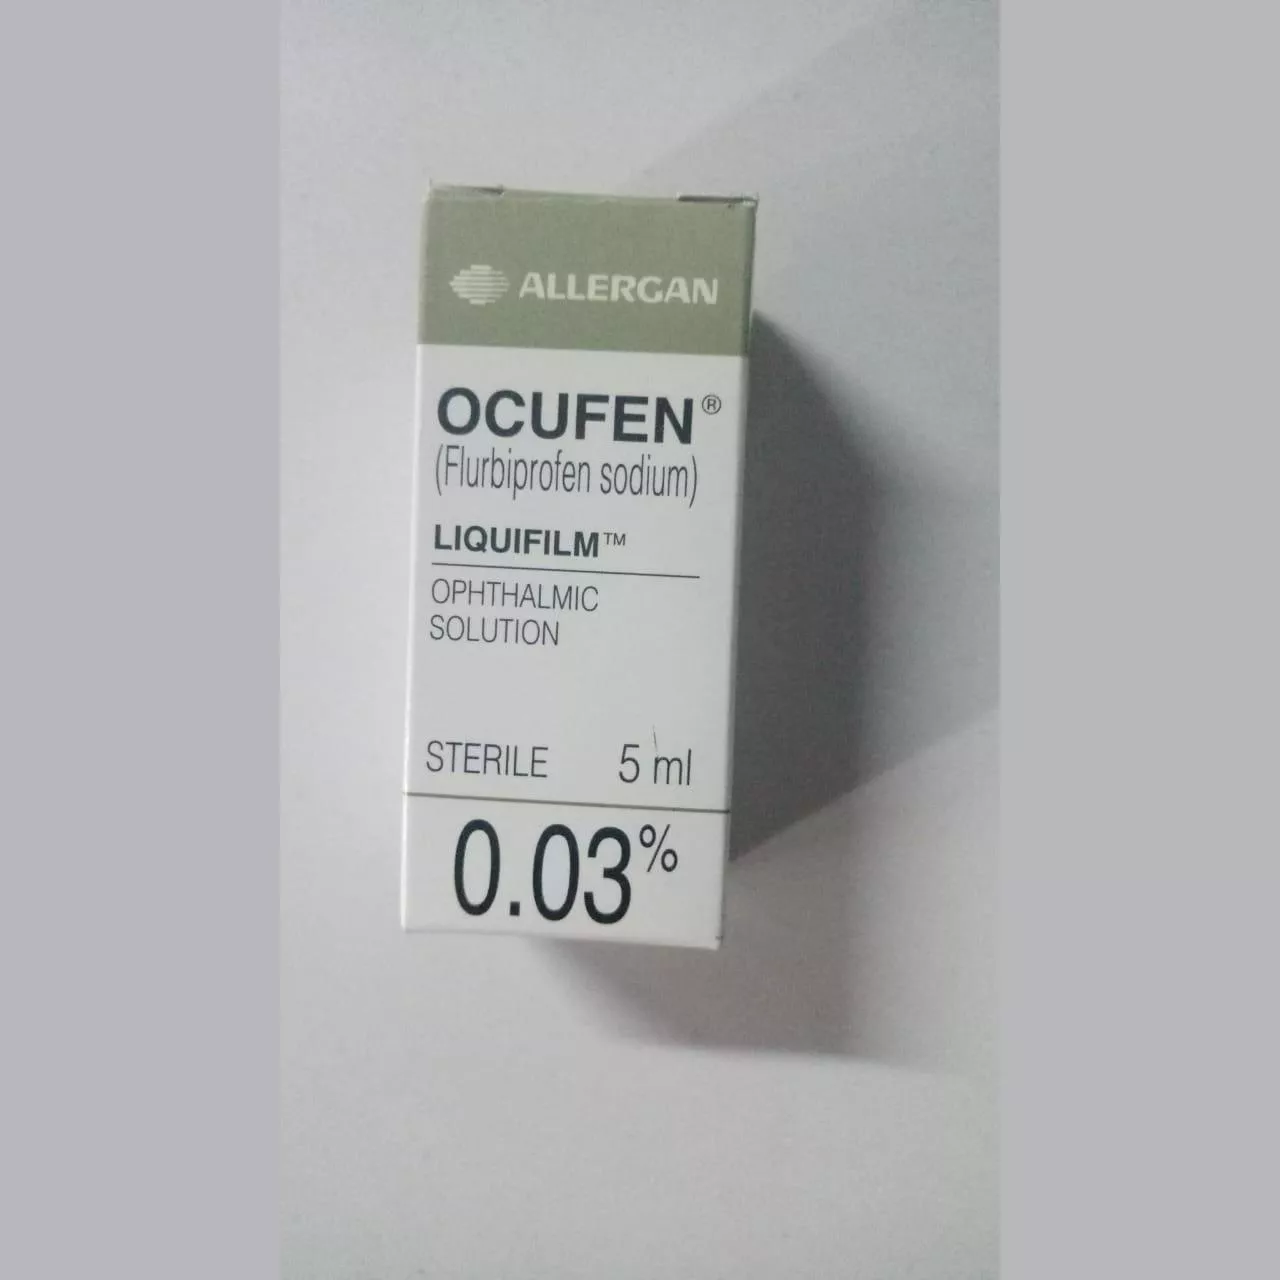 ALLERGAN
OCUFEN®
(Flurbiprofen sodium)
LIQUIFILM™
OPHTHALMIC
SOLUTION
STERILE 5 ml
0.03%